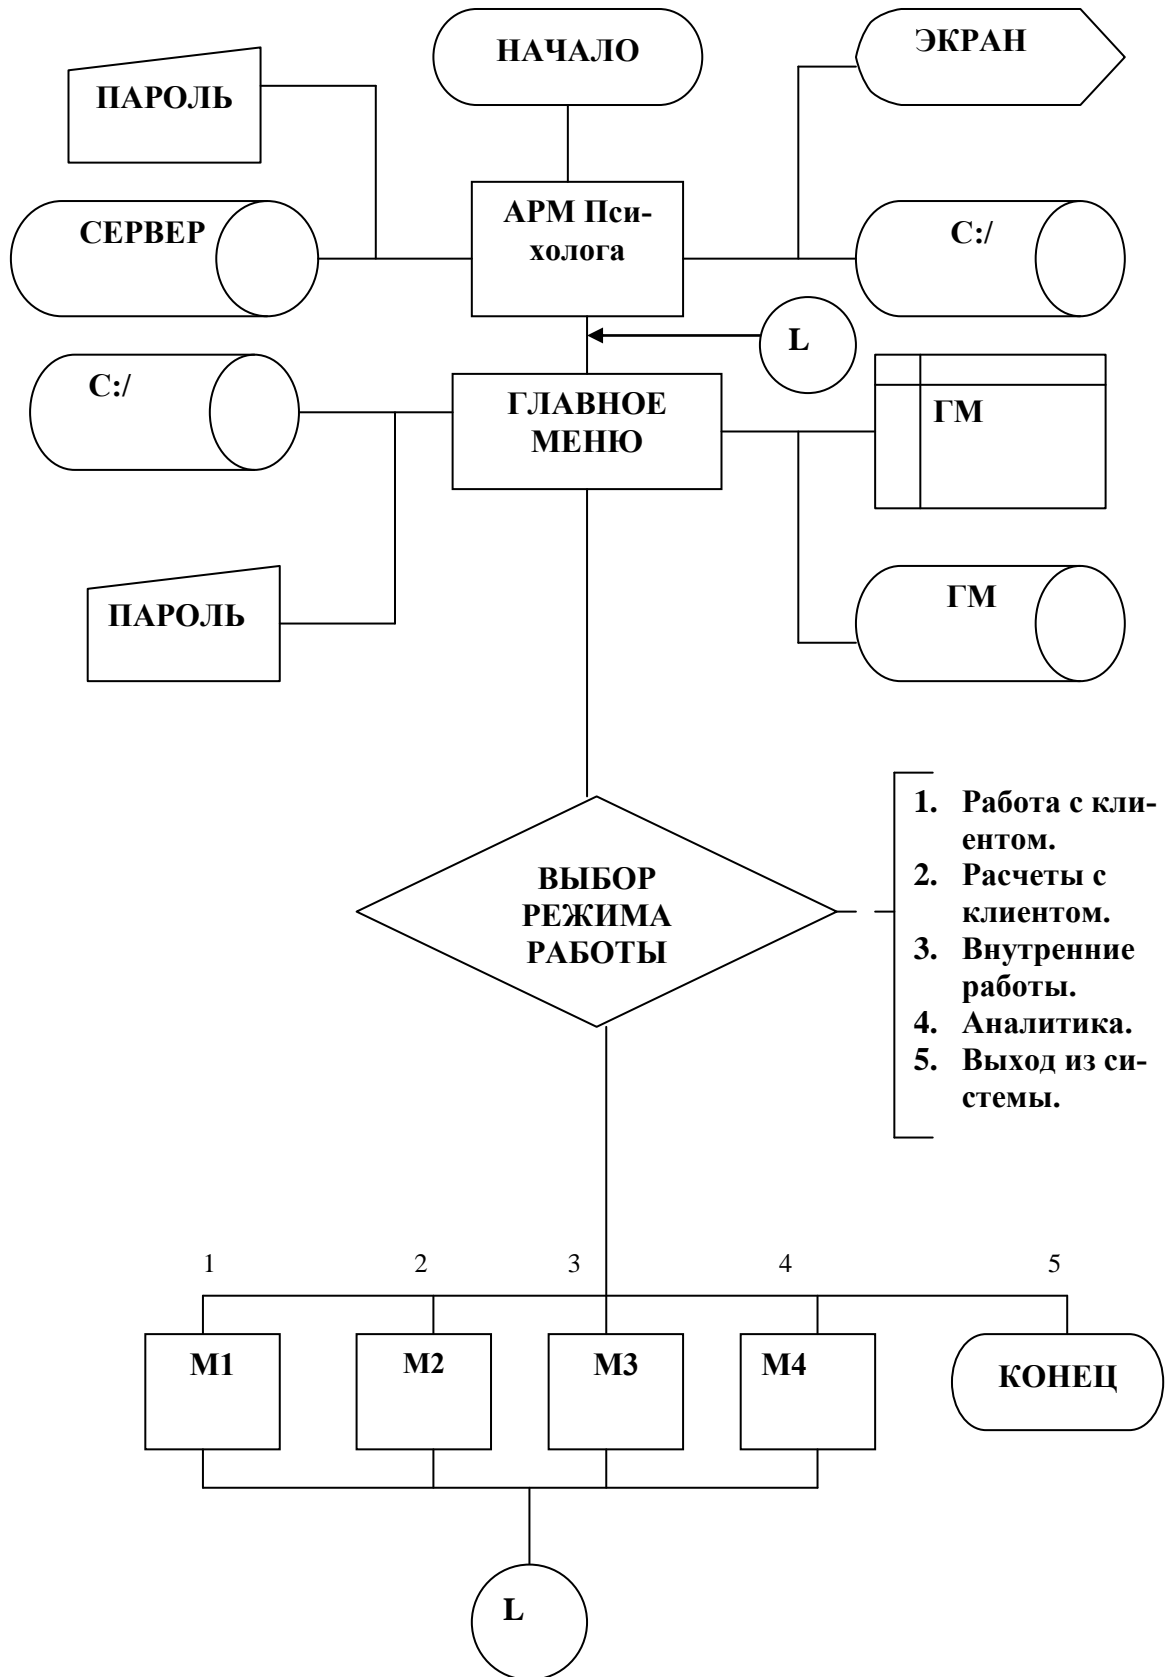 НАЧАЛО
ЭКРАН
ПАРОЛЬ
АРМ Пси-
холога
СЕРВЕР
C:/
L
C:/
ГЛАВНОЕ
МЕНЮ
ГМ
ПАРОЛЬ
ГМ
1. Работа с кли-
ентом.
2. Расчеты с
клиентом.
3. Внутренние
работы.
4. Аналитика.
5. Выход из си-
стемы.
ВЫБОР
РЕЖИМА
РАБОТЫ
1 2 3 4 5
М1 М2 М3 М4 КОНЕЦ
L